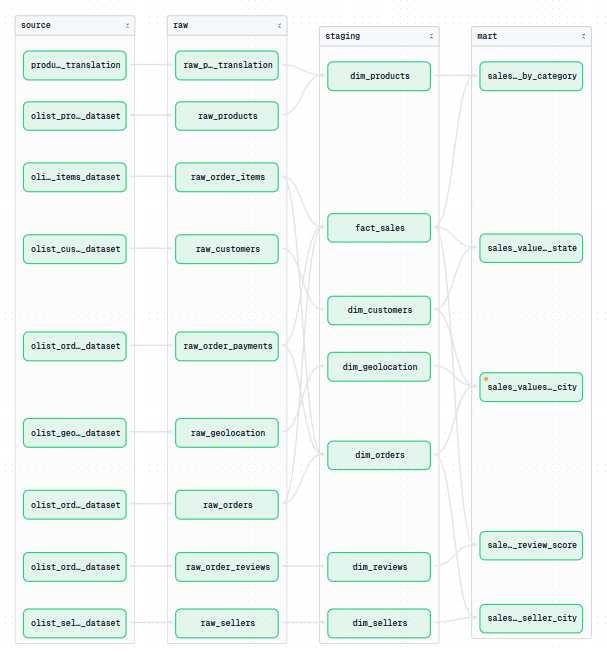 source
raw
staging
mart
produ…_translation
raw_p…_translation
dim_products
sales…_by_category
olist_pro…_dataset
raw_products
oli…_items_dataset
raw_order_items
fact_sales
olist_cus…_dataset
raw_customers
sales_value…_state
dim_customers
olist_ord…_dataset
raw_order_payments
dim_geolocation
sales_values…_city
olist_geo…_dataset
raw_geolocation
dim_orders
olist_ord…_dataset
raw_orders
sale…_review_score
olist_ord…_dataset
raw_order_reviews
dim_reviews
olist_sel…_dataset
raw_sellers
dim_sellers
sales…_seller_city